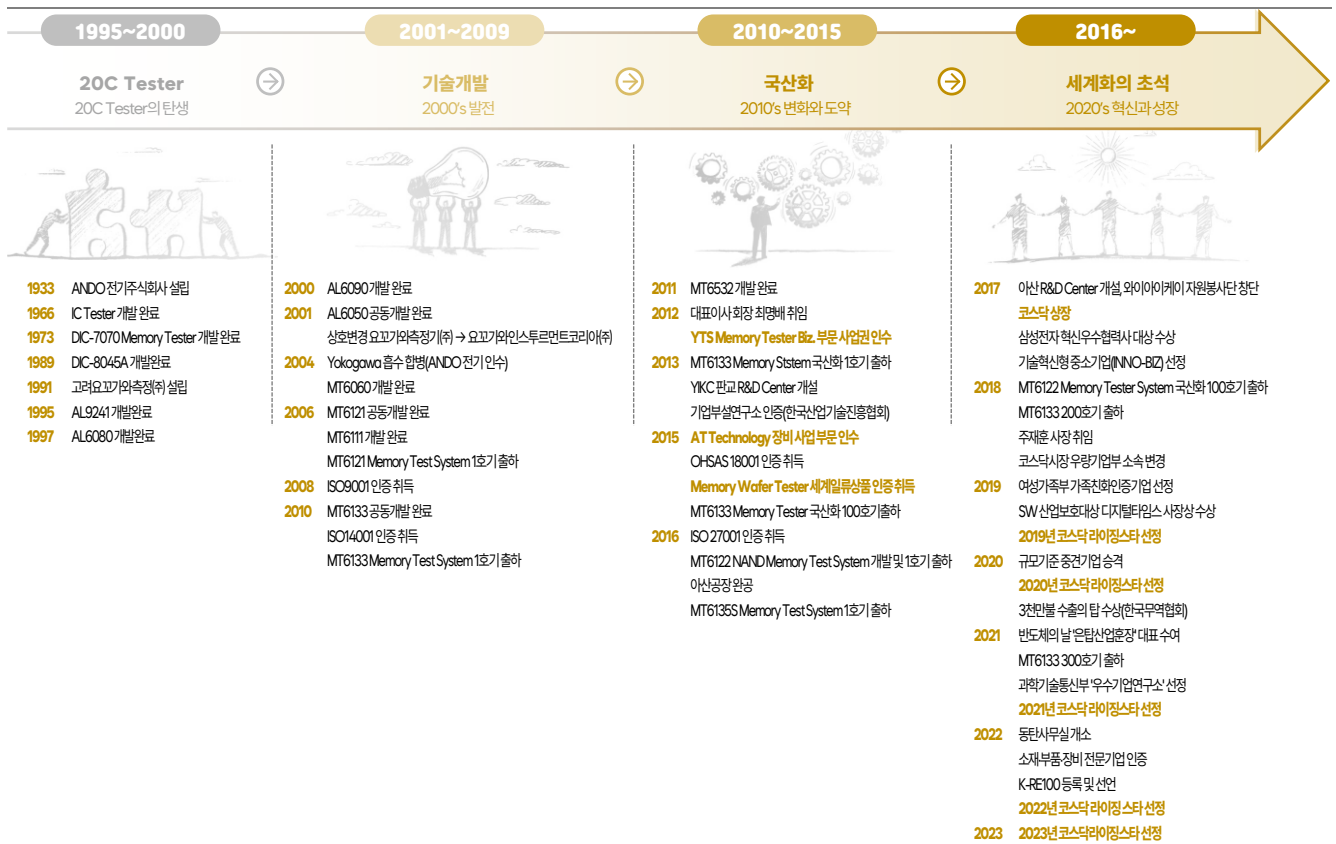 1995~2000
20C Tester
20C Tester의 탄생
2001~2009
기술개발
2000's 발전
2010~2015
국산화
2010's 변화와 도약
2016~
세계화의 초석
2020's 혁신과 성장
1933 ANDO 전기주식회사 설립
1966 IC Tester 개발 완료
1973 DIC-7070 Memory Tester 개발 완료
1989 DIC-8045A 개발완료
1991 고려요꼬가와측정(주) 설립
1995 AL9241 개발완료
1997 AL6080 개발완료
2000 AL6090 개발 완료
2001 AL6050 공동개발 완료
상호변경 요꼬가와측정기(주) → 요꼬가와인스투르먼트코리아(주)
2004 Yokogawa 흡수 합병(ANDO 전기 인수)
MT6060 개발 완료
2006 MT6121 공동개발 완료
MT6111 개발 완료
MT6121 Memory Test System 1호기 출하
2008 ISO9001 인증 취득
2010 MT6133 공동개발 완료
ISO14001 인증 취득
MT6133 Memory Test System 1호기 출하
2011 MT6532 개발 완료
2012 대표이사 회장 최명배 취임
YTS Memory Tester Biz. 부문 사업권 인수
2013 MT6133 Memory Ststem 국산화 1호기 출하
YIKC 판교 R&D Center 개설
기업부설연구소 인증(한국산업기술진흥협회)
2015 AT Technology 장비 사업 부문 인수
OHSAS 18001 인증 취득
Memory Wafer Tester 세계일류상품 인증 취득
MT6133 Memory Tester 국산화 100호기 출하
2016 ISO 27001 인증 취득
MT6122 NAND Memory Test System 개발 및 1호기 출하
아산공장 완공
MT6135S Memory Test System 1호기 출하
2017 아산 R&D Center 개설, 와이아이케이 자원봉사단 창단
코스닥 상장
삼성전자 혁신우수협력사 대상 수상
기술혁신형 중소기업(INNO-BIZ) 선정
2018 MT6122 Memory Tester System 국산화 100호기 출하
MT6133 200호기 출하
주재훈 사장 취임
코스닥시장 우량기업부 소속 변경
2019 여성가족부 가족친화인증기업 선정
SW 산업보호대상 디지털타임스 사장상 수상
2019년 코스닥 라이징스타 선정
2020 규모기준 중견기업 승격
2020년 코스닥 라이징스타 선정
3천만불 수출의 탑 수상(한국무역협회)
2021 반도체의 날 '은탑산업훈장' 대표 수여
MT6133 300호기 출하
과학기술통신부 '우수기업연구소' 선정
2021년 코스닥 라이징스타 선정
2022 동탄사무실 개소
소재·부품·장비 전문기업 인증
K-RE100 등록 및 선언
2022년 코스닥 라이징 스타 선정
2023 2023년 코스닥라이징스타 선정